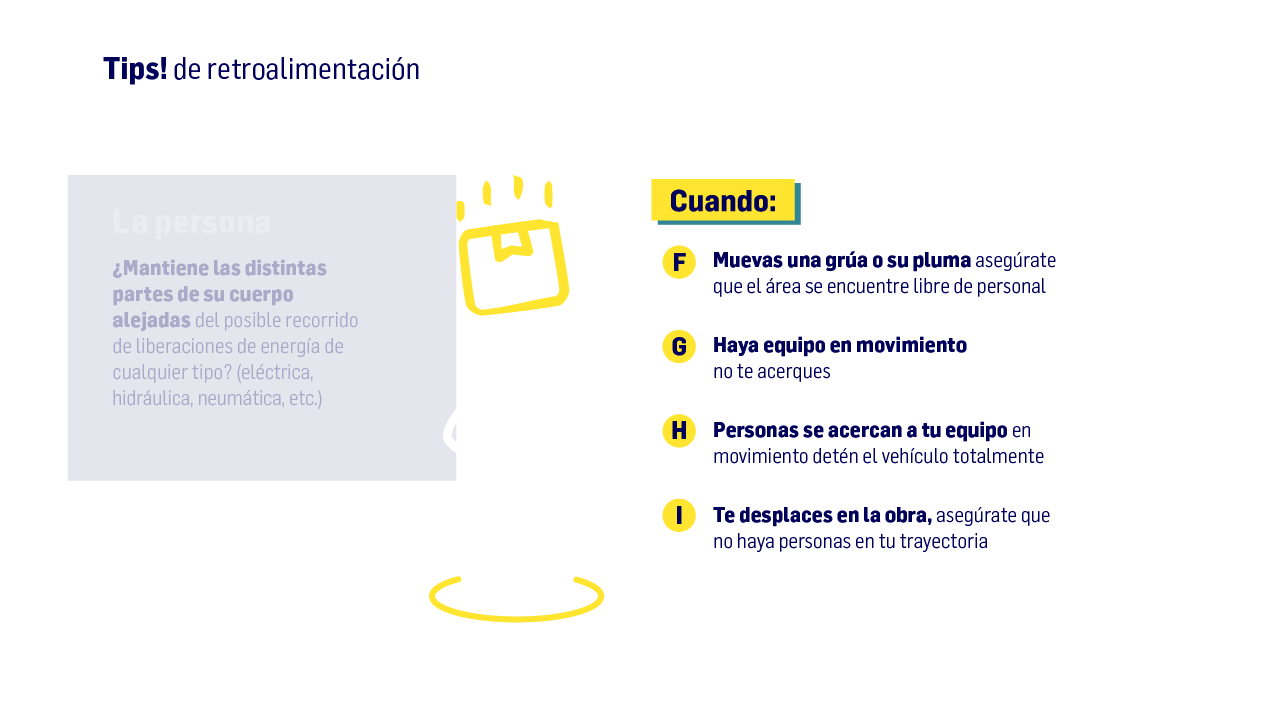 Tips! de retroalimentación
La persona
¿Mantiene las distintas
partes de su cuerpo
alejadas del posible recorrido
de liberaciones de energía de
cualquier tipo? (eléctrica,
hidráulica, neumática, etc.)
Cuando:
F Muevas una grúa o su pluma asegúrate
que el área se encuentre libre de personal
G Haya equipo en movimiento
no te acerques
H Personas se acercan a tu equipo en
movimiento detén el vehículo totalmente
I Te desplaces en la obra, asegúrate que
no haya personas en tu trayectoria